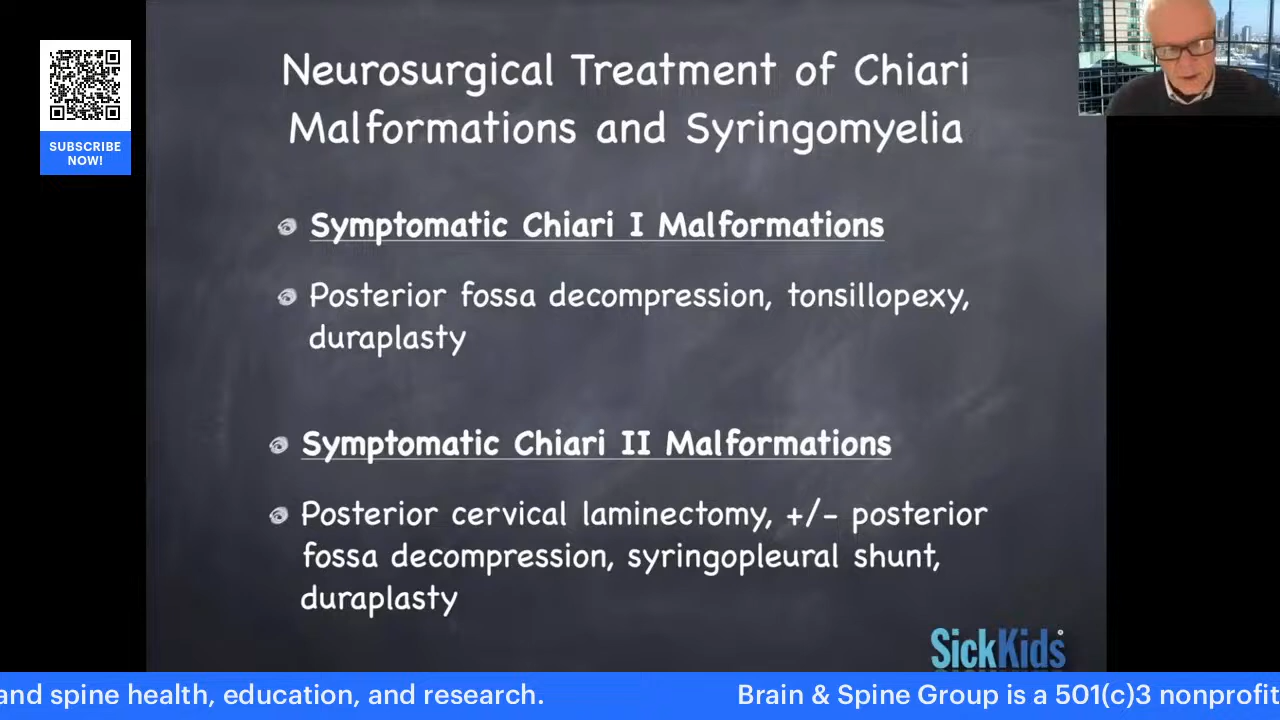 SUBSCRIBE
NOW!
Neurosurgical Treatment of Chiari
Malformations and Syringomyelia
Symptomatic Chiari I Malformations
Posterior fossa decompression, tonsillopexy,
duraplasty
Symptomatic Chiari II Malformations
Posterior cervical laminectomy, +/- posterior
fossa decompression, syringopleural shunt,
duraplasty
SickKids
and spine health, education, and research. Brain & Spine Group is a 501(c)3 nonprofit